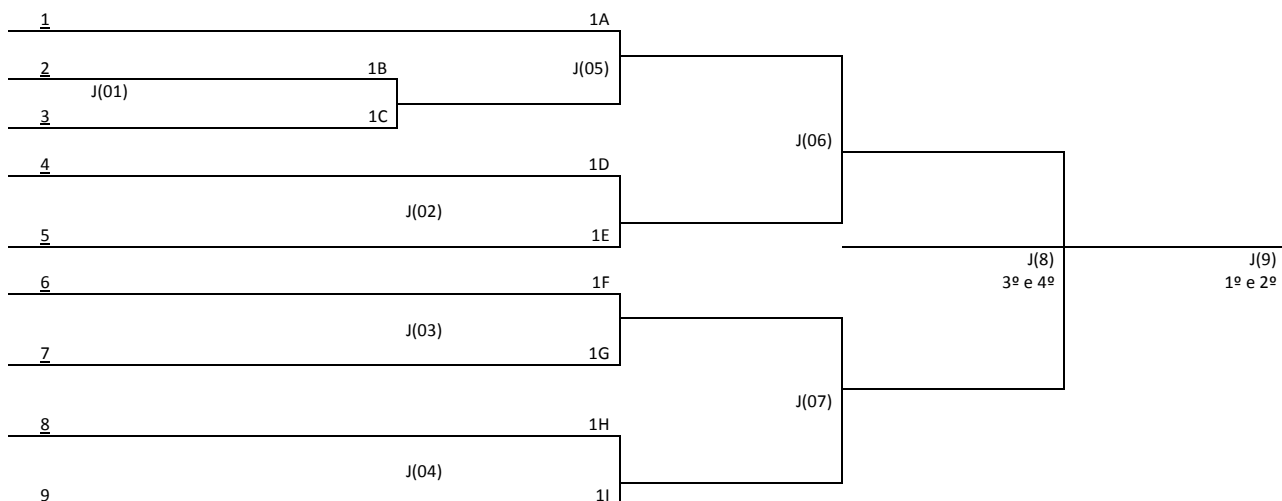 1 1A
2 1B J(05)
J(01)
3 1C
J(06)
4 1D
J(02)
5 1E
J(8) J(9)
6 1F 3º e 4º 1º e 2º
J(03)
7 1G
J(07)
8 1H
J(04)
9 1I